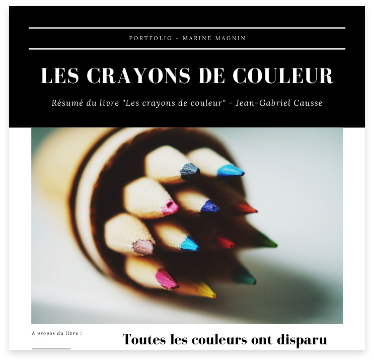 PORTFOLIO - MARINE MAGNIN
LES CRAYONS DE COULEUR
Résumé du livre "Les crayons de couleur" - Jean-Gabriel Causse
A propos du livre :
Toutes les couleurs ont disparu